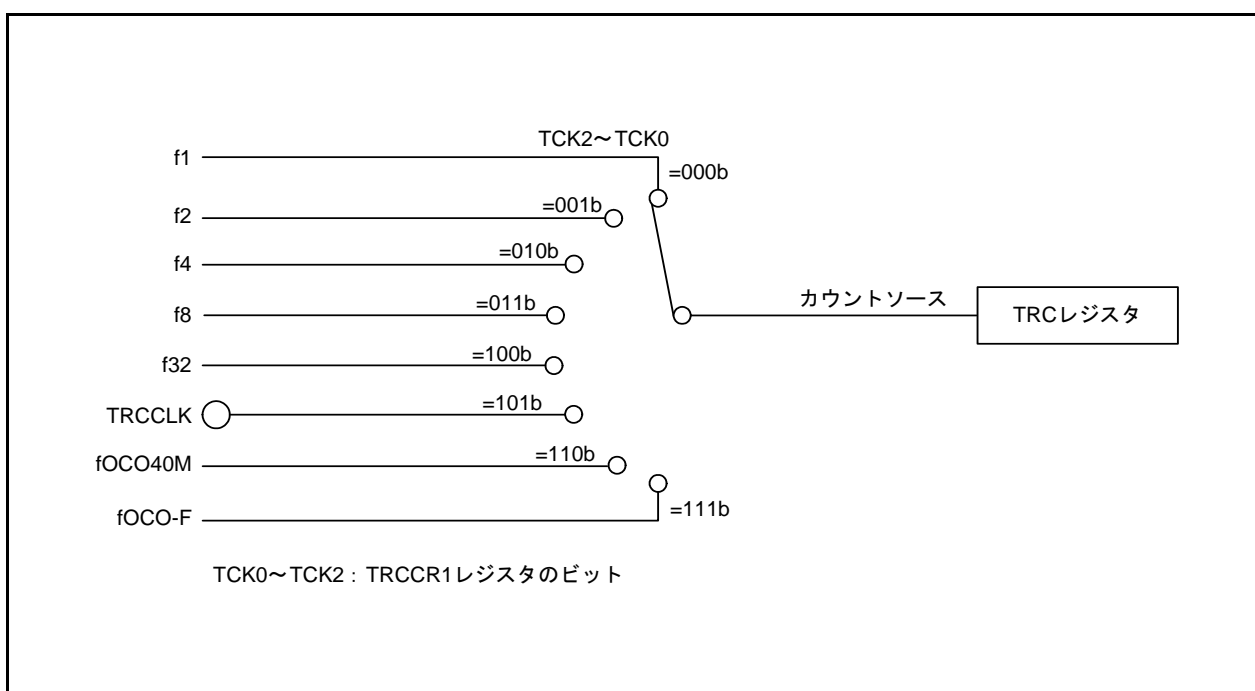 TCK2～TCK0
f1
=000b
f2
=001b
f4
=010b
f8
=011b
カウントソース
TRCレジスタ
f32
=100b
TRCCLK
=101b
fOCO40M
=110b
fOCO-F
=111b
TCK0～TCK2 : TRCCR1レジスタのビット